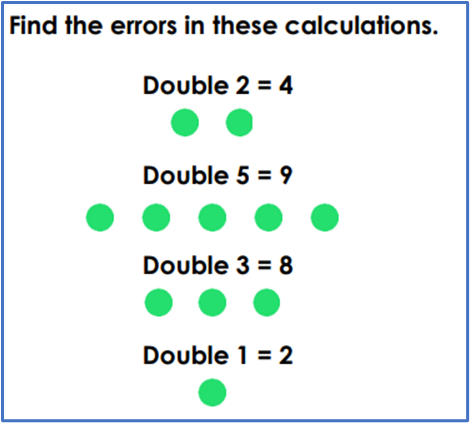 Find the errors in these calculations.
Double 2 = 4
Double 5 = 9
Double 3 = 8
Double 1 = 2